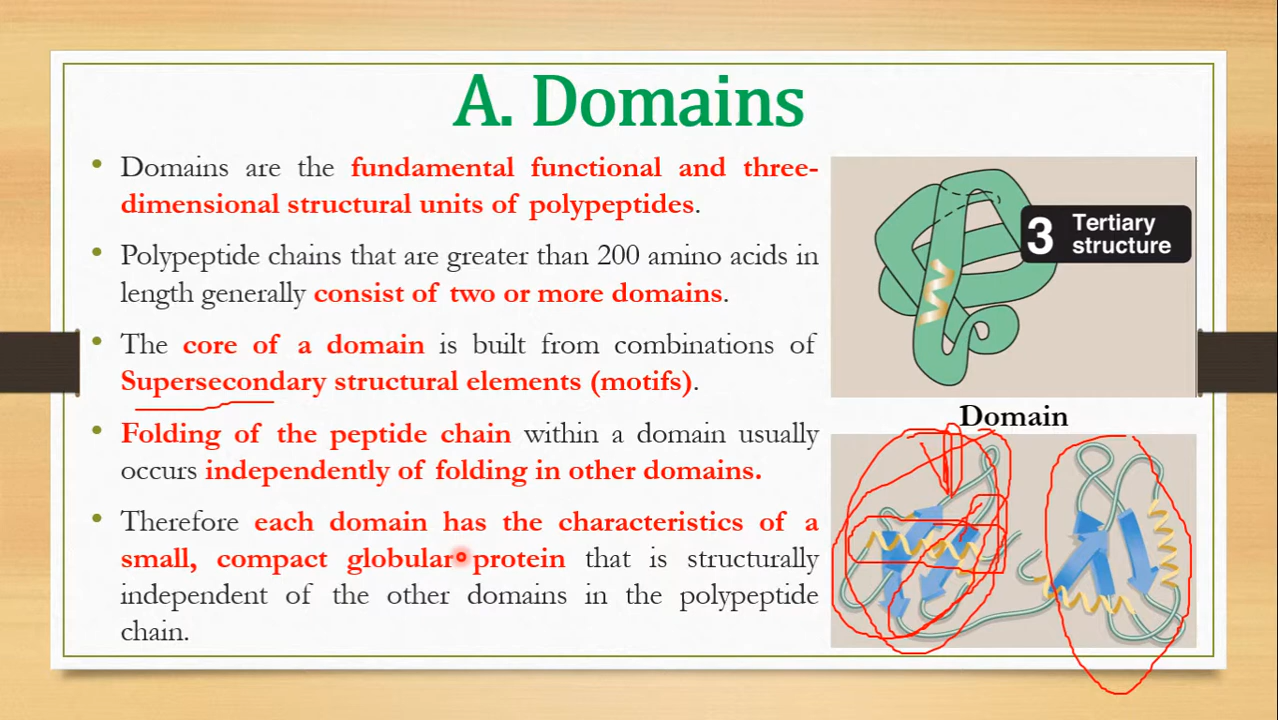 A. Domains
• Domains are the fundamental functional and three-
dimensional structural units of polypeptides.
• Polypeptide chains that are greater than 200 amino acids in
length generally consist of two or more domains.
• The core of a domain is built from combinations of
Supersecondary structural elements (motifs).
• Folding of the peptide chain within a domain usually
occurs independently of folding in other domains.
• Therefore each domain has the characteristics of a
small, compact globular protein that is structurally
independent of the other domains in the polypeptide
chain.
3 Tertiary
structure
Domain